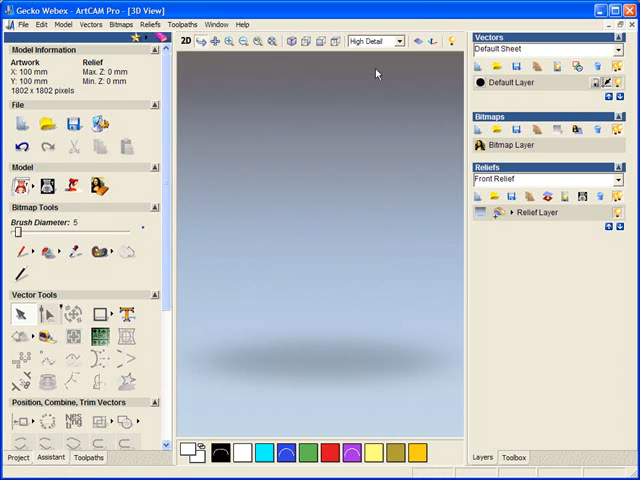 Gecko Webex - ArtCAM Pro - [3D View]
File Edit Model Vectors Bitmaps Reliefs Toolpaths Window Help
Model Information
Artwork Relief
X: 100 mm Max. Z: 0 mm
Y: 100 mm Min. Z: 0 mm
1802 x 1802 pixels
File
Model
Bitmap Tools
Brush Diameter: 5
Vector Tools
Position, Combine, Trim Vectors
Project Assistant Toolpaths
2D High Detail
Vectors
Default Sheet
Default Layer
Bitmaps
Bitmap Layer
Reliefs
Front Relief
Relief Layer
Layers Toolbox